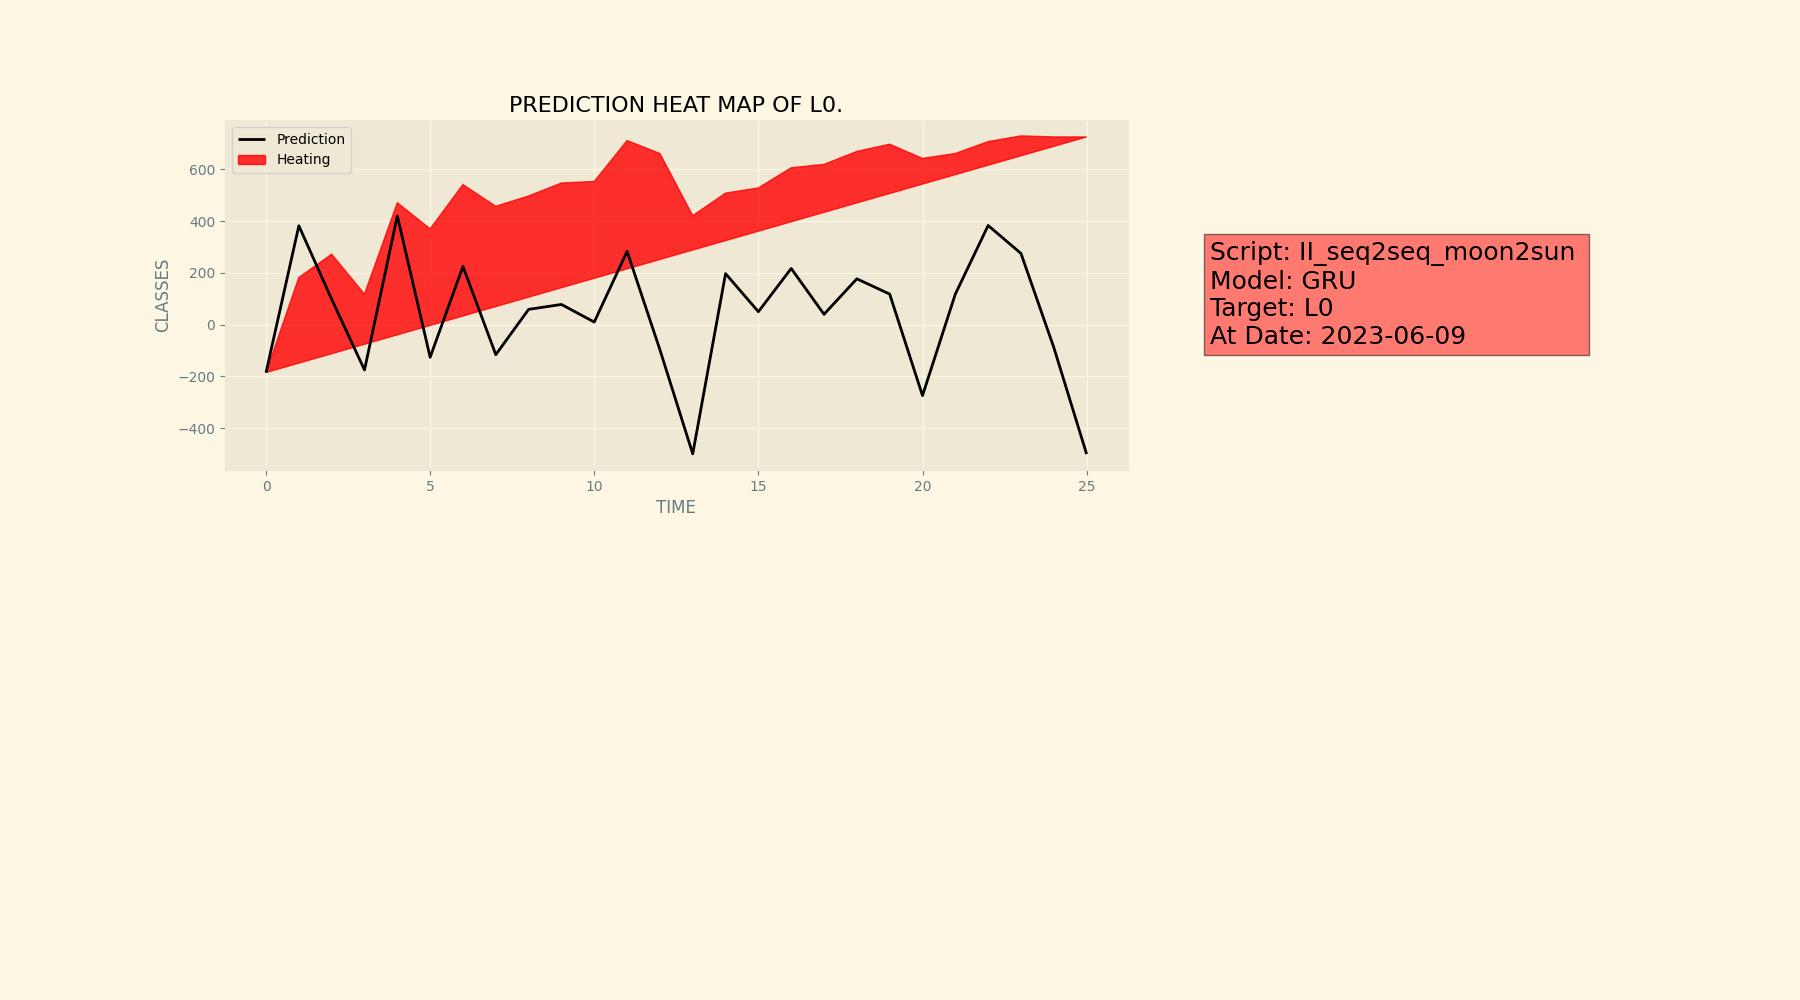 PREDICTION HEAT MAP OF L0.
Prediction
Heating
600
400
200
0
−200
−400
CLASSES
0 5 10 15 20 25
TIME
Script: II_seq2seq_moon2sun
Model: GRU
Target: L0
At Date: 2023-06-09